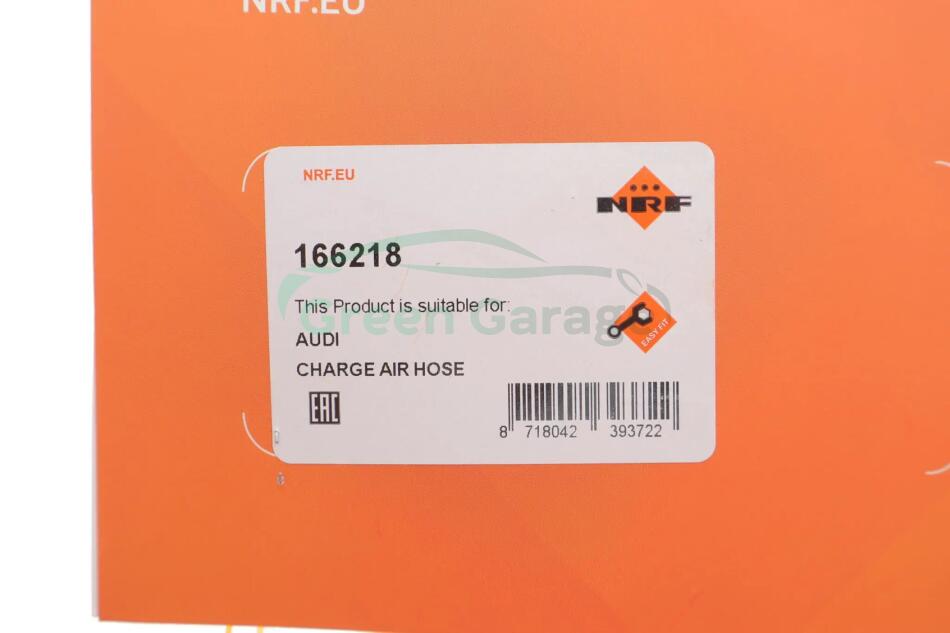 NRF.EU
NRF.EU
NRF
166218
This Product is suitable for:
Green Garage
AUDI
EASY FIT
CHARGE AIR HOSE
EAC
8 718042 393722